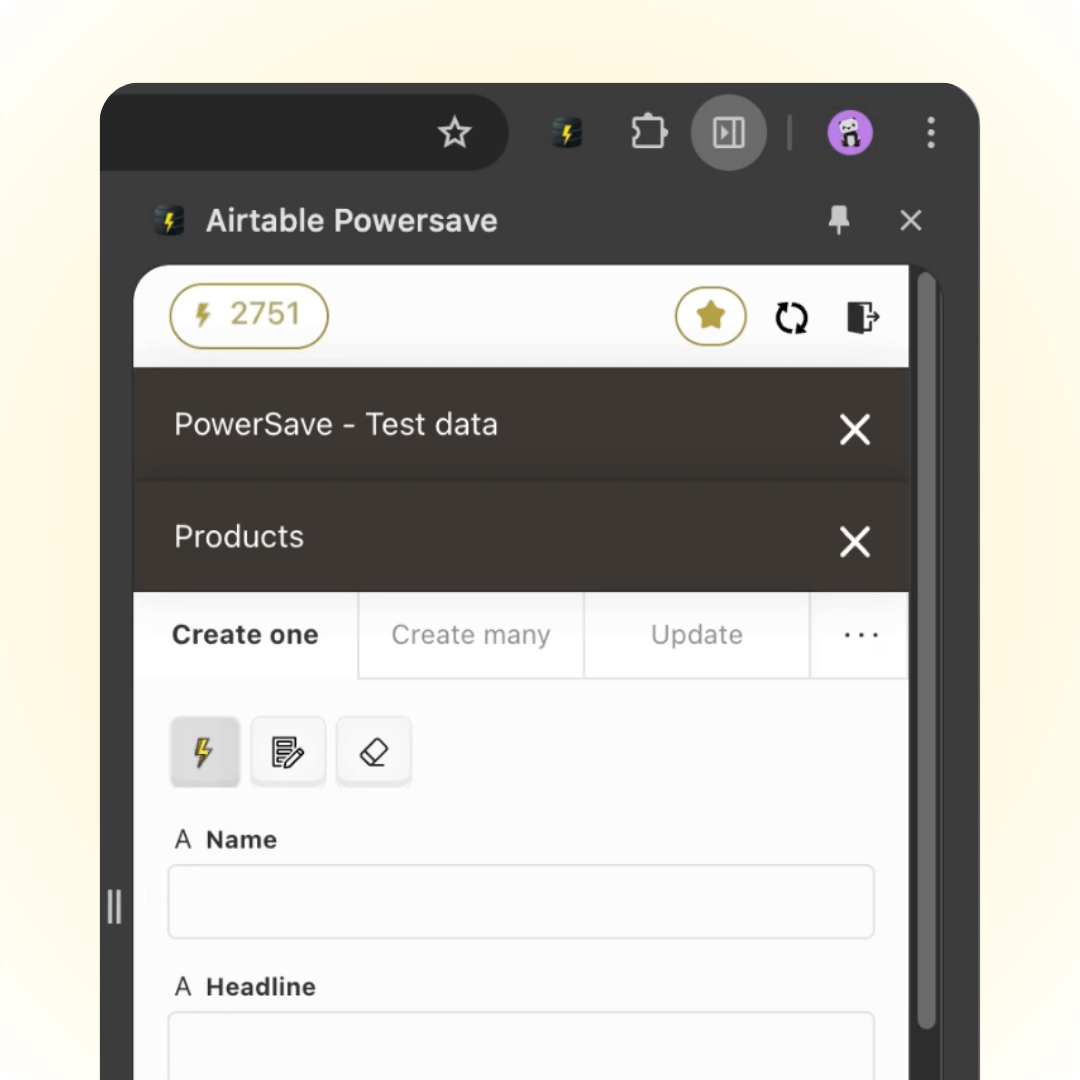 Airtable Powersave
2751
PowerSave - Test data
Products
Create one
Create many
Update
...
A Name
A Headline